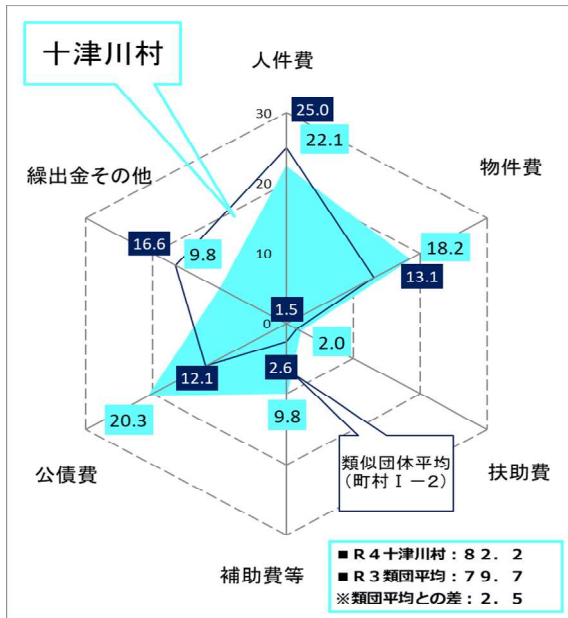 十津川村
人件費
30
25.0
22.1
物件費
繰出金その他
20
16.6
9.8
18.2
10
13.1
1.5
0
2.0
12.1
2.6
20.3
9.8
公債費
類似団体平均
(町村Ⅰ－2)
扶助費
補助費等
■Ｒ４十津川村：８２．２
■Ｒ３類団平均：７９．７
※類団平均との差：２．５